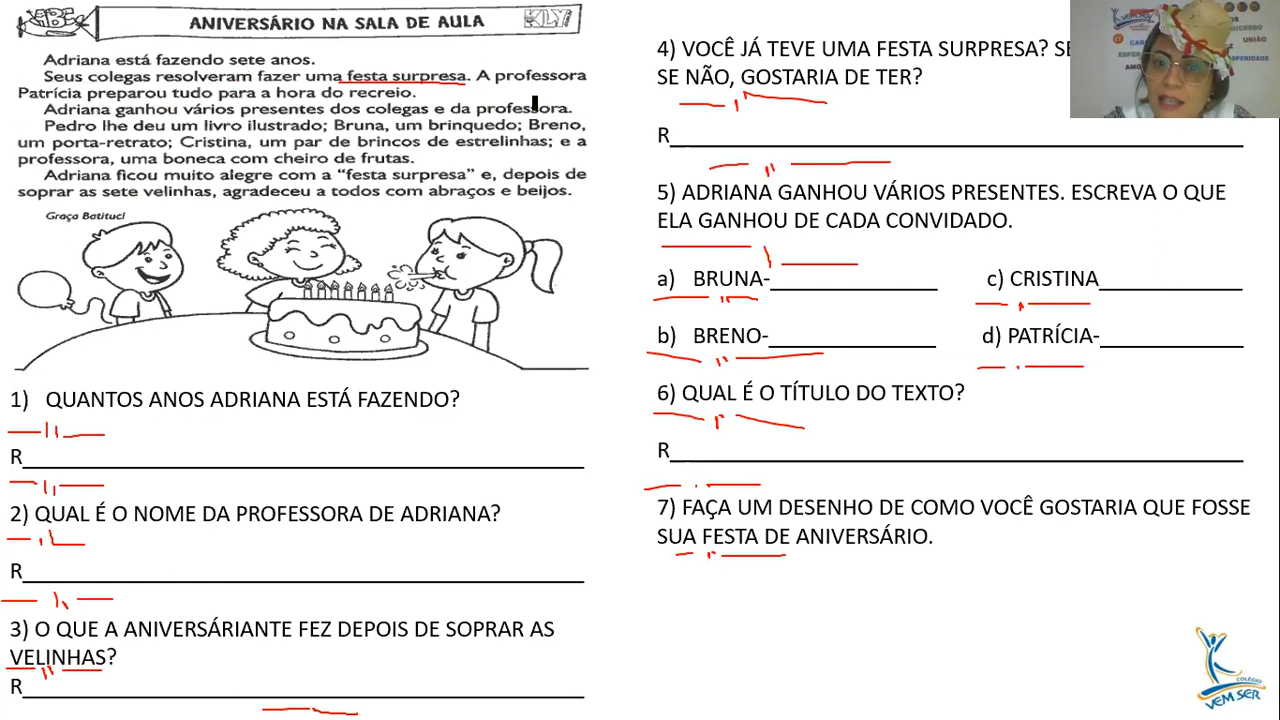 ANIVERSÁRIO NA SALA DE AULA
Adriana está fazendo sete anos.
Seus colegas resolveram fazer uma festa surpresa. A professora
Patrícia preparou tudo para a hora do recreio.
Adriana ganhou vários presentes dos colegas e da professora.
Pedro lhe deu um livro ilustrado; Bruna, um brinquedo; Breno,
um porta-retrato; Cristina, um par de brincos de estrelinhas; e a
professora, uma boneca com cheiro de frutas.
Adriana ficou muito alegre com a “festa surpresa” e, depois de
soprar as sete velinhas, agradeceu a todos com abraços e beijos.
Graça Batituci
1) QUANTOS ANOS ADRIANA ESTÁ FAZENDO?
R
2) QUAL É O NOME DA PROFESSORA DE ADRIANA?
R
3) O QUE A ANIVERSÁRIANTE FEZ DEPOIS DE SOPRAR AS
VELINHAS?
R
4) VOCÊ JÁ TEVE UMA FESTA SURPRESA?
SE NÃO, GOSTARIA DE TER?
R
5) ADRIANA GANHOU VÁRIOS PRESENTES. ESCREVA O QUE
ELA GANHOU DE CADA CONVIDADO.
a) BRUNA- c) CRISTINA
b) BRENO- d) PATRÍCIA-
6) QUAL É O TÍTULO DO TEXTO?
R
7) FAÇA UM DESENHO DE COMO VOCÊ GOSTARIA QUE FOSSE
SUA FESTA DE ANIVERSÁRIO.
COLÉGIO
VEM SER